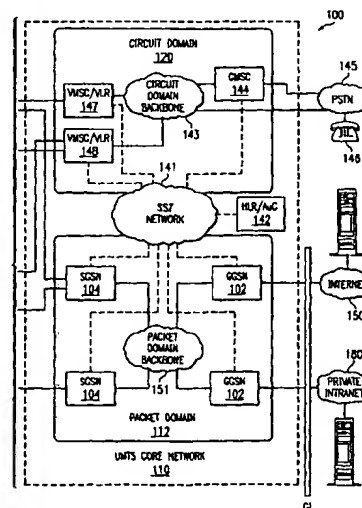 100
CIRCUIT DOMAIN
120
VMSC/VLR
147
CIRCUIT
DOMAIN
BACKBONE
143
GMSC
144
145
PSTN
146
VMSC/VLR
148
141
SS7
NETWORK
HLR/AuC
142
SGSN
104
GGSN
102
INTERNET
150
PACKET
DOMAIN
BACKBONE
151
SGSN
104
GGSN
102
180
PRIVATE
INTRANET
PACKET DOMAIN
112
UMTS CORE NETWORK
110